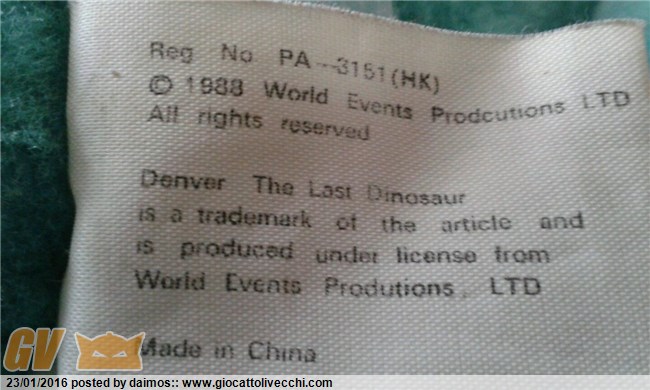 Reg No PA-3151(HK)
© 1988 World Events Prodcutions LTD
All rights reserved
Denver The Last Dinosaur
is a trademark of the article and
is produced under license from
World Events Produtions. LTD
Made in China
GV
23/01/2016 posted by daimos:: www.giocattolivecchi.com